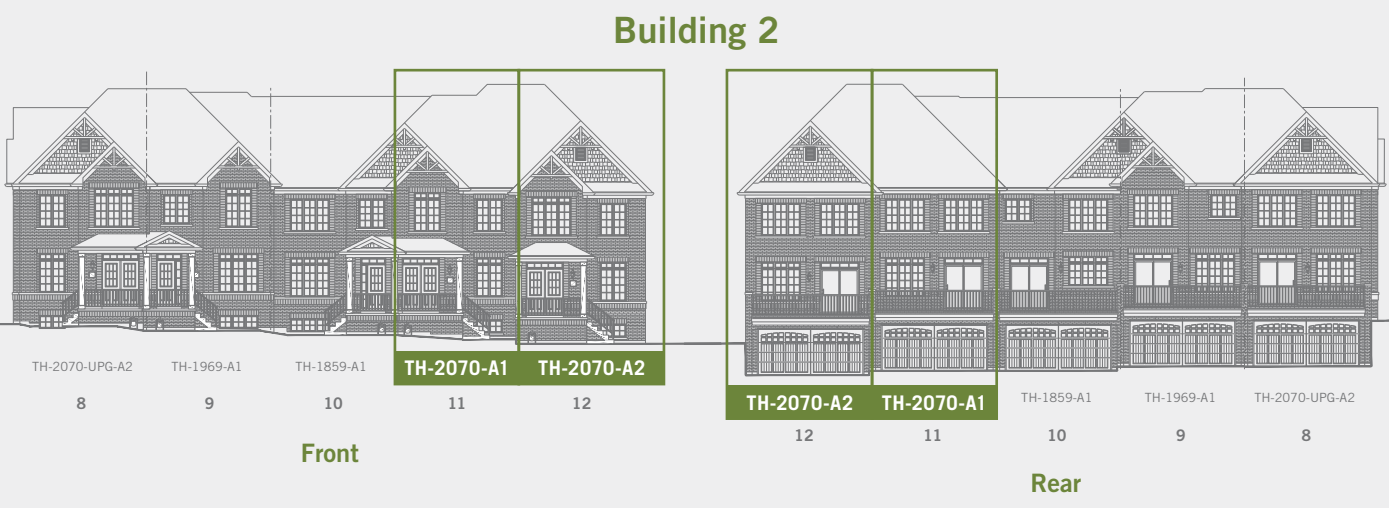 Building 2
TH-2070-UPG-A2 TH-1969-A1 TH-1859-A1 TH-2070-A1 TH-2070-A2
8 9 10 11 12
Front
TH-2070-A2 TH-2070-A1 TH-1859-A1 TH-1969-A1 TH-2070-UPG-A2
12 11 10 9 8
Rear